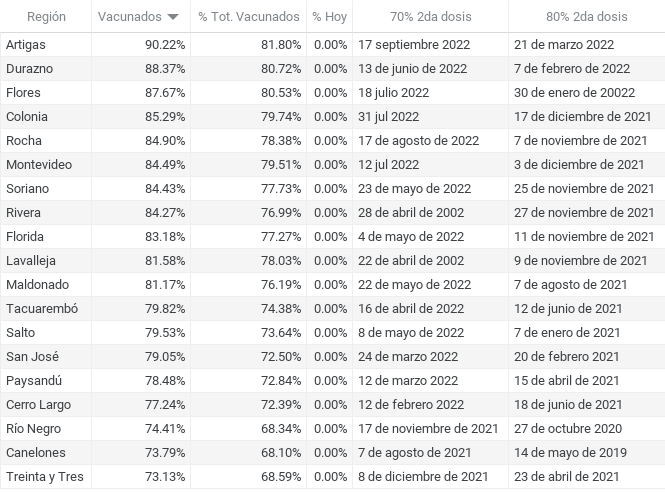 Región Vacunados % Tot. Vacunados % Hoy 70% 2da dosis 80% 2da dosis
Artigas 90.22% 81.80% 0.00% 17 septiembre 2022 21 de marzo 2022
Durazno 88.37% 80.72% 0.00% 13 de junio de 2022 7 de febrero de 2022
Flores 87.67% 80.53% 0.00% 18 julio 2022 30 de enero de 20022
Colonia 85.29% 79.74% 0.00% 31 jul 2022 17 de diciembre de 2021
Rocha 84.90% 78.38% 0.00% 17 de agosto de 2022 7 de noviembre de 2021
Montevideo 84.49% 79.51% 0.00% 12 jul 2022 3 de diciembre de 2021
Soriano 84.43% 77.73% 0.00% 23 de mayo de 2022 25 de noviembre de 2021
Rivera 84.27% 76.99% 0.00% 28 de abril de 2002 27 de noviembre de 2021
Florida 83.18% 77.27% 0.00% 4 de mayo de 2022 11 de noviembre de 2021
Lavalleja 81.58% 78.03% 0.00% 22 de abril de 2002 9 de noviembre de 2021
Maldonado 81.17% 76.19% 0.00% 22 de mayo de 2022 7 de agosto de 2021
Tacuarembó 79.82% 74.38% 0.00% 16 de abril de 2022 12 de junio de 2021
Salto 79.53% 73.64% 0.00% 8 de mayo de 2022 7 de enero de 2021
San José 79.05% 72.50% 0.00% 24 de marzo 2022 20 de febrero 2021
Paysandú 78.48% 72.84% 0.00% 12 de marzo 2022 15 de abril de 2021
Cerro Largo 77.24% 72.39% 0.00% 12 de febrero 2022 18 de junio de 2021
Río Negro 74.41% 68.34% 0.00% 17 de noviembre de 2021 27 de octubre 2020
Canelones 73.79% 68.10% 0.00% 7 de agosto de 2021 14 de mayo de 2019
Treinta y Tres 73.13% 68.59% 0.00% 8 de diciembre de 2021 23 de abril de 2021